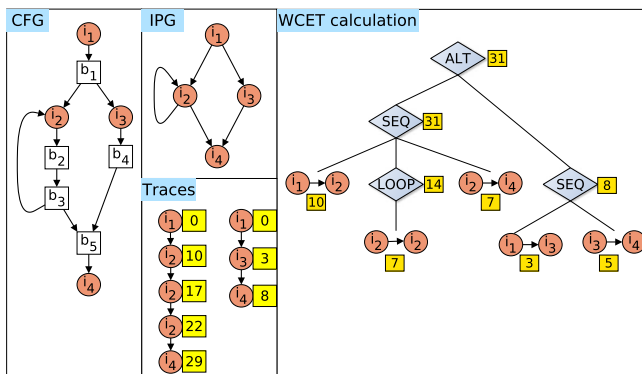 CFG
i1
b1
i2
i3
b2
b4
b3
b5
i4
IPG
i1
i2
i3
i4
Traces
i1 0
i2 10
i2 17
i2 22
i4 29
i1 0
i3 3
i4 8
WCET calculation
ALT 31
SEQ 31
i1 i2
10
LOOP 14
i2 i4
7
SEQ 8
i2 i2
7
i1 i3
3
i3 i4
5